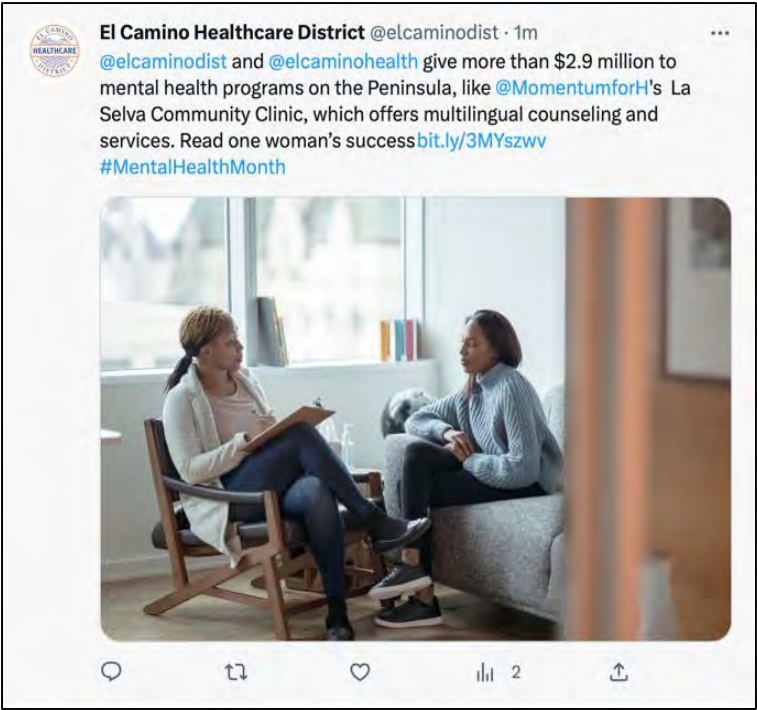 El Camino Healthcare District @elcaminodist · 1m
@elcaminodist and @elcaminohealth give more than $2.9 million to
mental health programs on the Peninsula, like @MomentumforH's La
Selva Community Clinic, which offers multilingual counseling and
services. Read one woman's success bit.ly/3MYszwv
#MentalHealthMonth
2
EL CAMINO
HEALTHCARE
DISTRICT